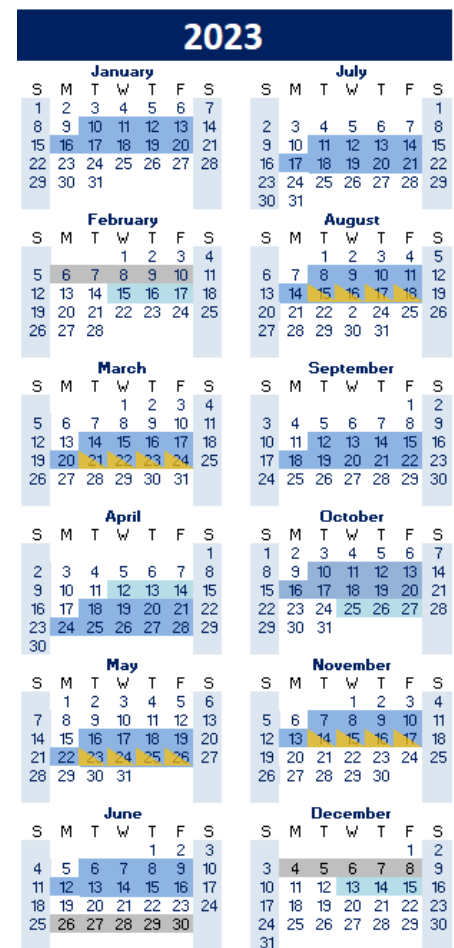 2023
January
S M T W T F S
1 2 3 4 5 6 7
8 9 10 11 12 13 14
15 16 17 18 19 20 21
22 23 24 25 26 27 28
29 30 31
February
S M T W T F S
1 2 3 4
5 6 7 8 9 10 11
12 13 14 15 16 17 18
19 20 21 22 23 24 25
26 27 28
March
S M T W T F S
1 2 3 4
5 6 7 8 9 10 11
12 13 14 15 16 17 18
19 20 21 22 23 24 25
26 27 28 29 30 31
April
S M T W T F S
1
2 3 4 5 6 7 8
9 10 11 12 13 14 15
16 17 18 19 20 21 22
23 24 25 26 27 28 29
30
May
S M T W T F S
1 2 3 4 5 6
7 8 9 10 11 12 13
14 15 16 17 18 19 20
21 22 23 24 25 26 27
28 29 30 31
June
S M T W T F S
1 2 3
4 5 6 7 8 9 10
11 12 13 14 15 16 17
18 19 20 21 22 23 24
25 26 27 28 29 30
July
S M T W T F S
1
2 3 4 5 6 7 8
9 10 11 12 13 14 15
16 17 18 19 20 21 22
23 24 25 26 27 28 29
30 31
August
S M T W T F S
1 2 3 4 5
6 7 8 9 10 11 12
13 14 15 16 17 18 19
20 21 22 2 24 25 26
27 28 29 30 31
September
S M T W T F S
1 2
3 4 5 6 7 8 9
10 11 12 13 14 15 16
17 18 19 20 21 22 23
24 25 26 27 28 29 30
October
S M T W T F S
1 2 3 4 5 6 7
8 9 10 11 12 13 14
15 16 17 18 19 20 21
22 23 24 25 26 27 28
29 30 31
November
S M T W T F S
1 2 3 4
5 6 7 8 9 10 11
12 13 14 15 16 17 18
19 20 21 22 23 24 25
26 27 28 29 30
December
S M T W T F S
1 2
3 4 5 6 7 8 9
10 11 12 13 14 15 16
17 18 19 20 21 22 23
24 25 26 27 28 29 30
31